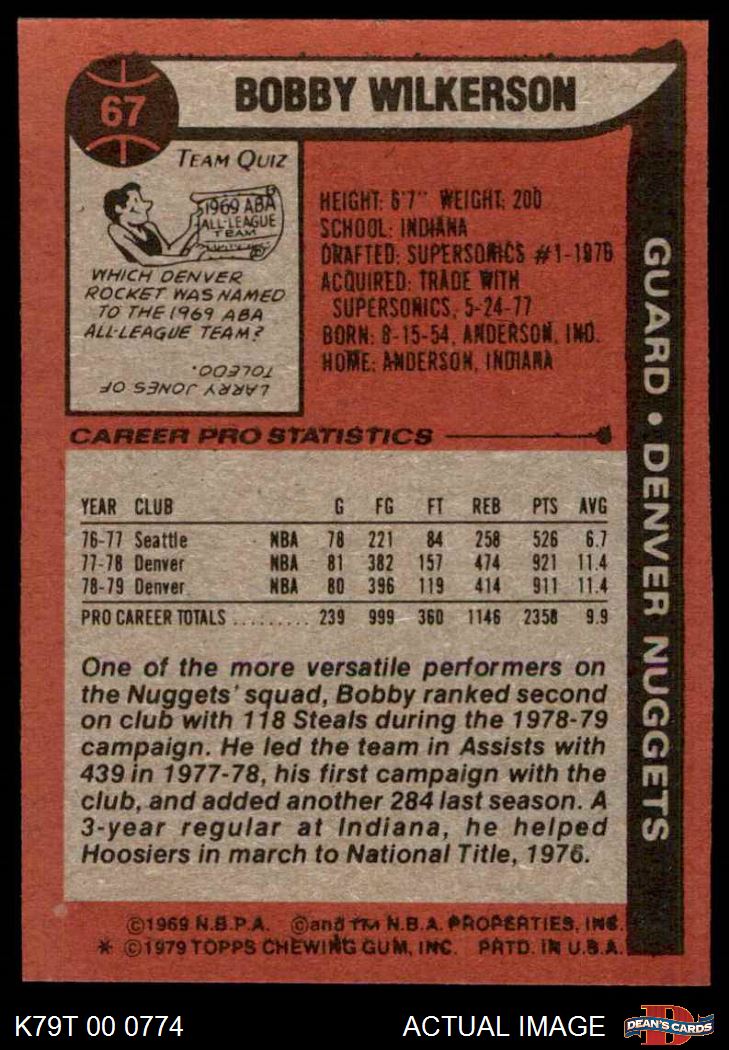 67
BOBBY WILKERSON
TEAM QUIZ
1969 ABA
ALL-LEAGUE
TEAM
WHICH DENVER
ROCKET WAS NAMED
TO THE 1969 ABA
ALL-LEAGUE TEAM?
LARRY JONES OF
TOLEDO.
HEIGHT: 6'7" WEIGHT: 200
SCHOOL: INDIANA
DRAFTED: SUPERSONICS #1-1976
ACQUIRED: TRADE WITH
SUPERSONICS, 5-24-77
BORN: 8-15-54, ANDERSON, IND.
HOME: ANDERSON, INDIANA
GUARD • DENVER NUGGETS
CAREER PRO STATISTICS
YEAR CLUB G FG FT REB PTS AVG
76-77 Seattle NBA 78 221 84 258 526 6.7
77-78 Denver NBA 81 382 157 474 921 11.4
78-79 Denver NBA 80 396 119 414 911 11.4
PRO CAREER TOTALS ......... 239 999 360 1146 2358 9.9
One of the more versatile performers on
the Nuggets' squad, Bobby ranked second
on club with 118 Steals during the 1978-79
campaign. He led the team in Assists with
439 in 1977-78, his first campaign with the
club, and added another 284 last season. A
3-year regular at Indiana, he helped
Hoosiers in march to National Title, 1976.
©1969 N.B.P.A. ©and TM N.B.A. PROPERTIES, INC.
* ©1979 TOPPS CHEWING GUM, INC. PRTD. IN U.S.A.
K79T 00 0774
ACTUAL IMAGE
DEAN'S CARDS